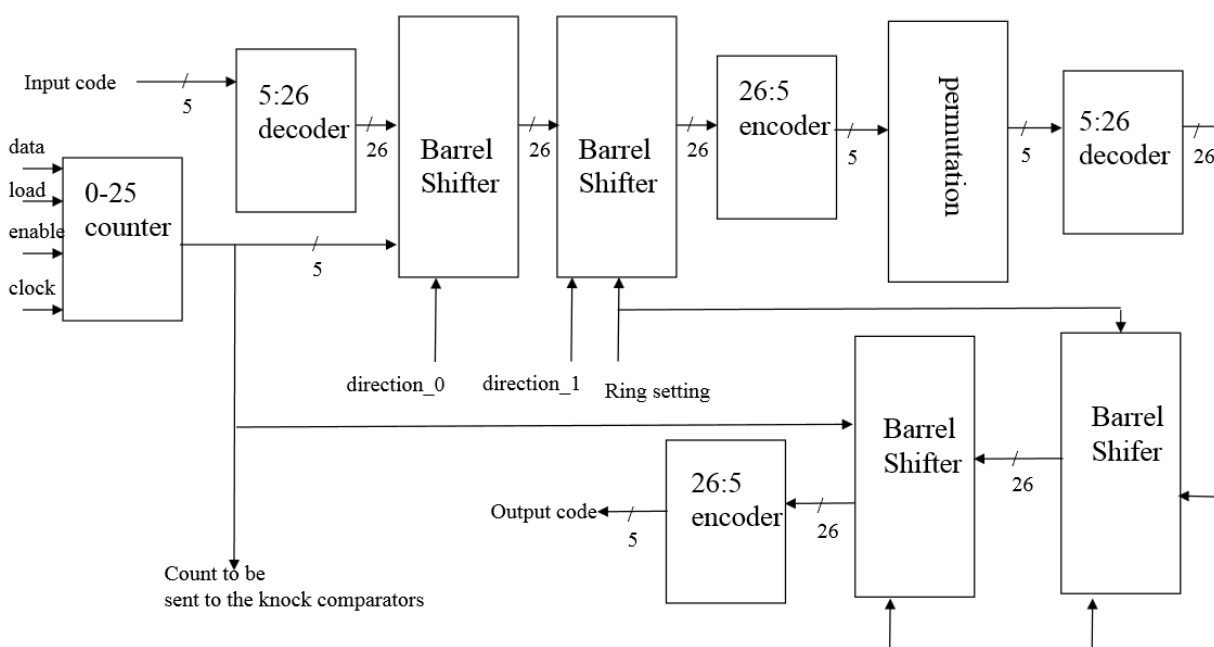 Input code
5
5:26
decoder
26
Barrel
Shifter
26
Barrel
Shifter
26
26:5
encoder
5
permutation
5
5:26
decoder
26
data
load
enable
clock
0-25
counter
5
direction_0
direction_1
Ring setting
Barrel
Shifer
26
Barrel
Shifter
26
26:5
encoder
5
Output code
Count to be
sent to the knock comparators